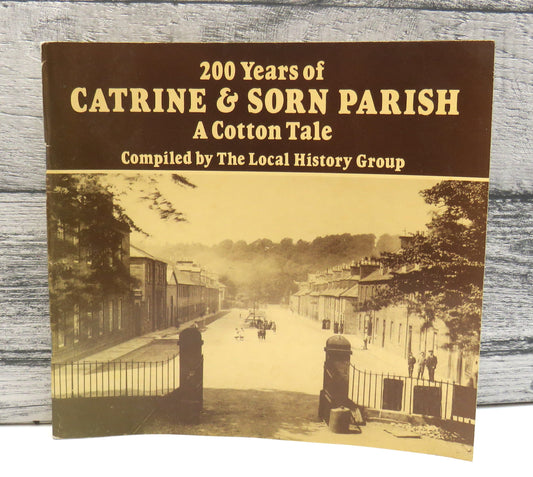 200 Years of
CATRINE & SORN PARISH
A Cotton Tale
Compiled by The Local History Group